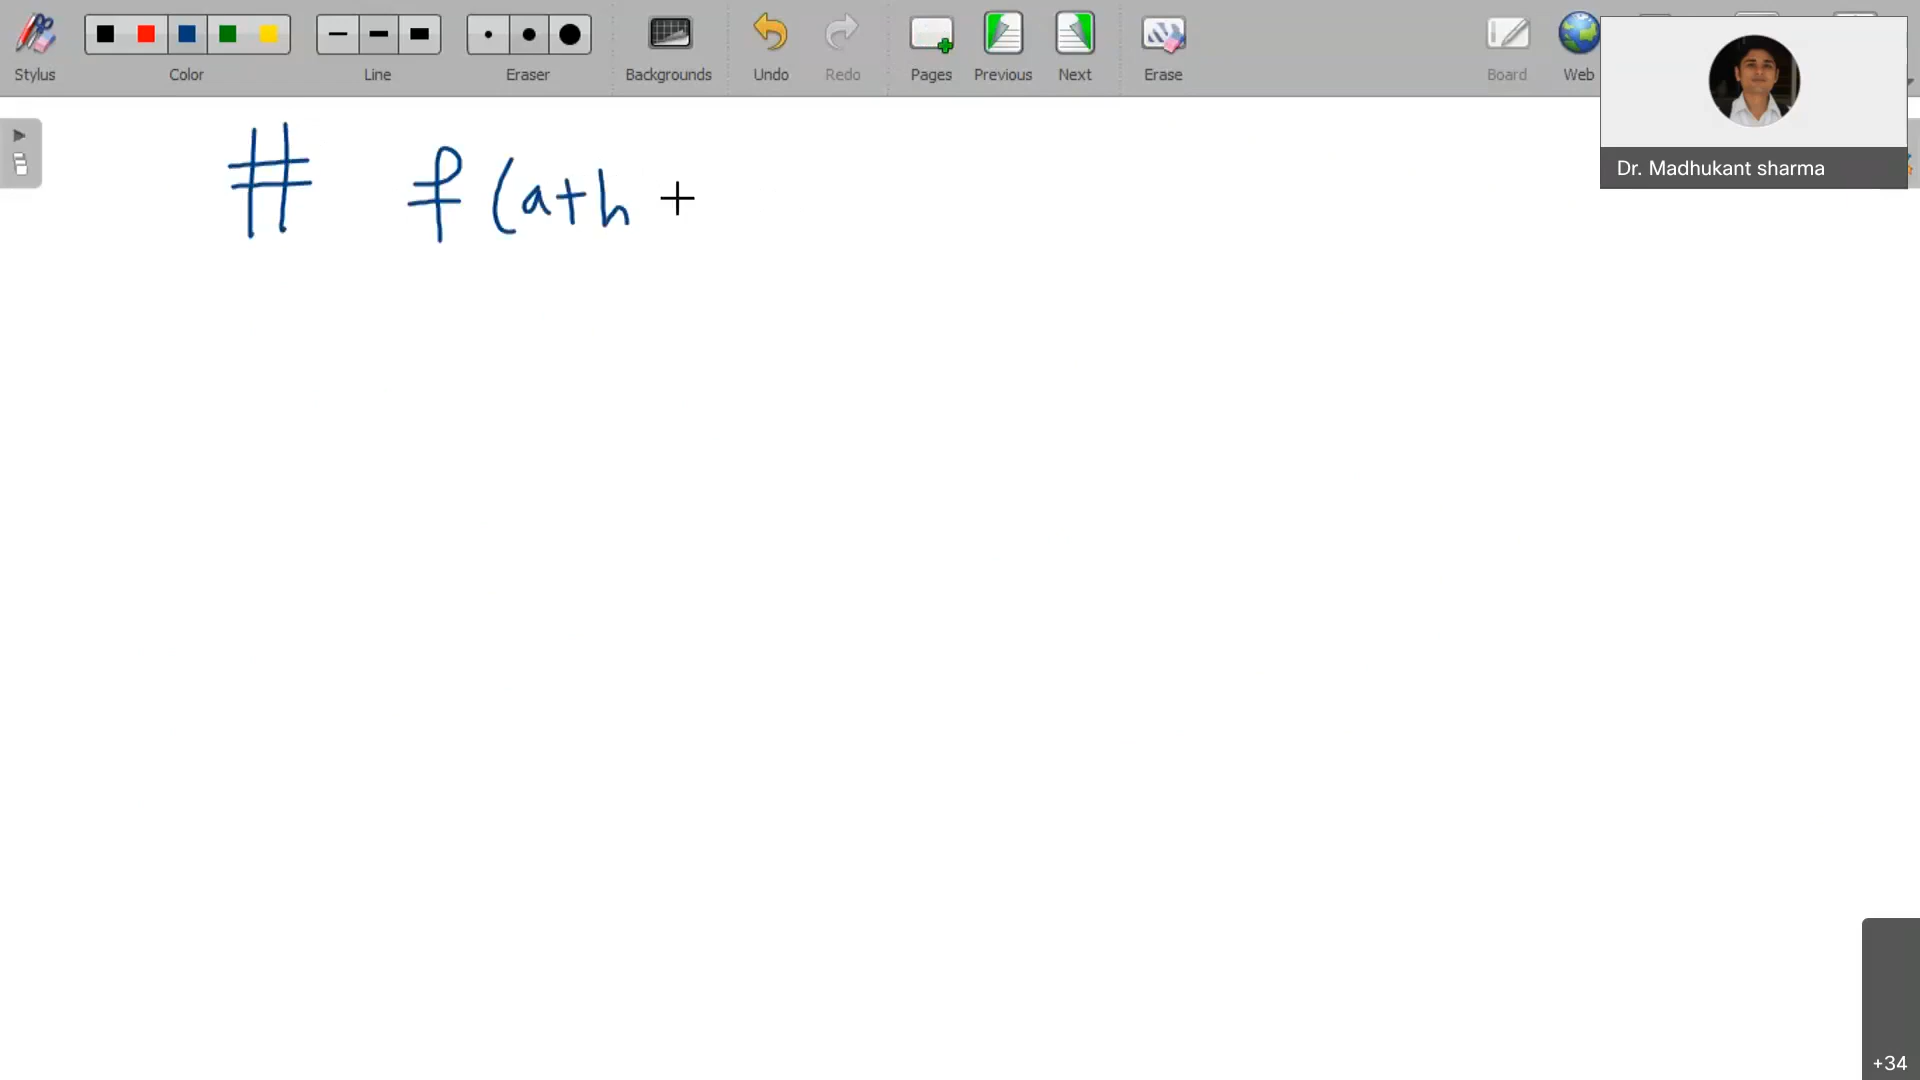 Stylus Color Line Eraser Backgrounds Undo Redo Pages Previous Next Erase Board Web
Dr. Madhukant sharma
# f(a+h
+34